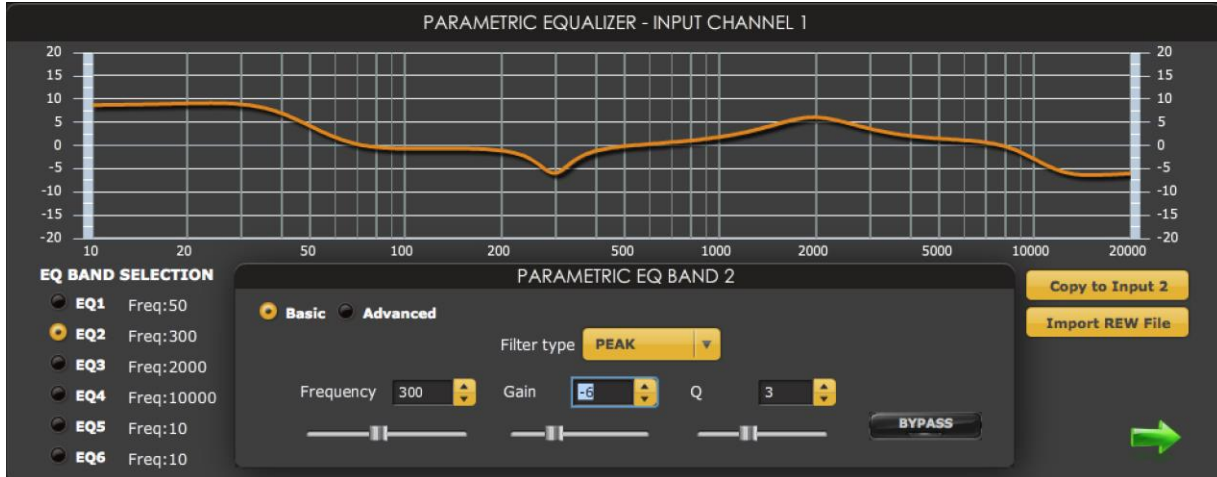 PARAMETRIC EQUALIZER - INPUT CHANNEL 1
20 20
15 15
10 10
5 5
0 0
-5 -5
-10 -10
-15 -15
-20 -20
10 20 50 100 200 500 1000 2000 5000 10000 20000
EQ BAND SELECTION
EQ1 Freq:50
EQ2 Freq:300
EQ3 Freq:2000
EQ4 Freq:10000
EQ5 Freq:10
EQ6 Freq:10
PARAMETRIC EQ BAND 2
Basic Advanced
Filter type PEAK
Frequency 300 Gain -6 Q 3
BYPASS
Copy to Input 2
Import REW File